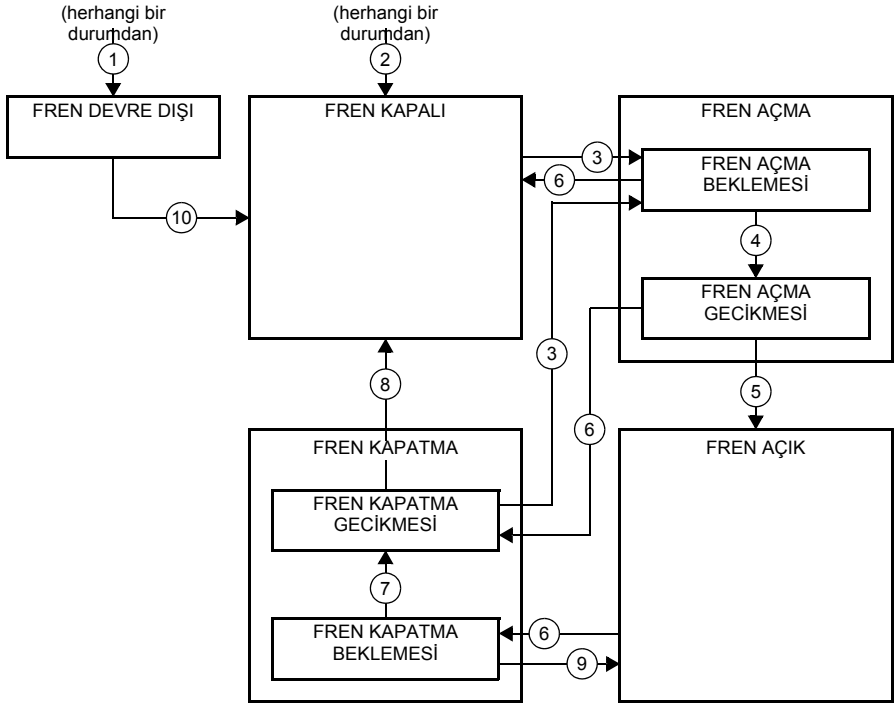 (herhangi bir
durumdan)
(herhangi bir
durumdan)
1
2
FREN DEVRE DIŞI
FREN KAPALI
FREN AÇMA
3
FREN AÇMA
BEKLEMESİ
6
10
4
FREN AÇMA
GECİKMESİ
3
8
5
6
FREN KAPATMA
FREN AÇIK
FREN KAPATMA
GECİKMESİ
7
FREN KAPATMA
BEKLEMESİ
6
9